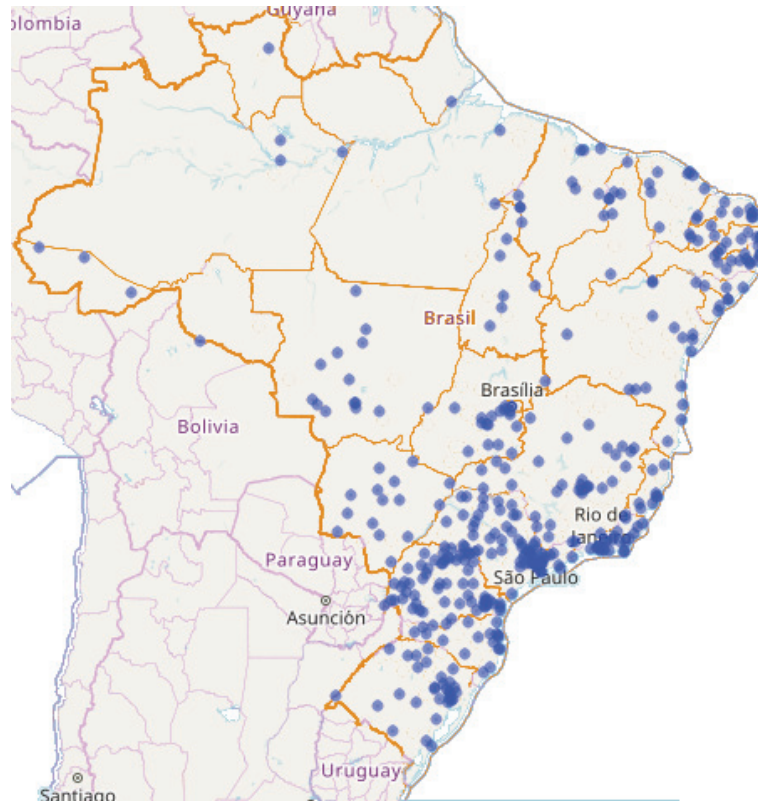 Guyana
olombia
Brasil
Brasília
Bolivia
Rio de
Janeiro
Paraguay
São Paulo
Asunción
Uruguay
Santiago